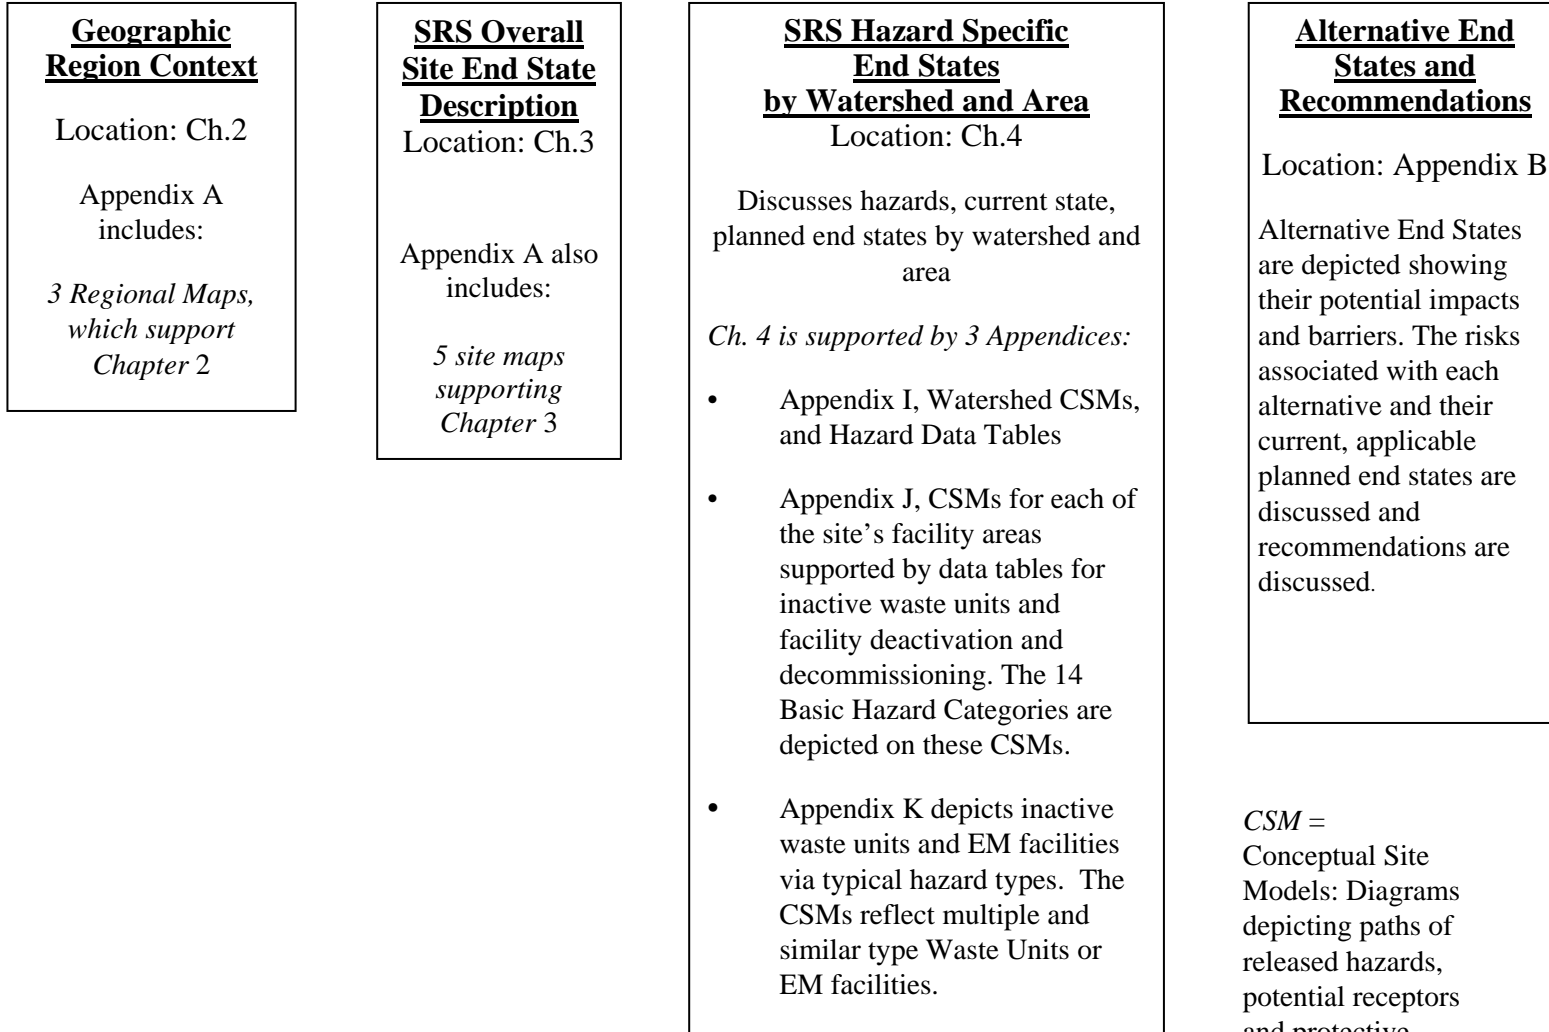 Geographic
Region Context
Location: Ch.2
Appendix A
includes:
3 Regional Maps,
which support
Chapter 2
SRS Overall
Site End State
Description
Location: Ch.3
Appendix A also
includes:
5 site maps
supporting
Chapter 3
SRS Hazard Specific
End States
by Watershed and Area
Location: Ch.4
Discusses hazards, current state,
planned end states by watershed and
area
Ch. 4 is supported by 3 Appendices:
• Appendix I, Watershed CSMs,
and Hazard Data Tables
• Appendix J, CSMs for each of
the site’s facility areas
supported by data tables for
inactive waste units and
facility deactivation and
decommissioning. The 14
Basic Hazard Categories are
depicted on these CSMs.
• Appendix K depicts inactive
waste units and EM facilities
via typical hazard types. The
CSMs reflect multiple and
similar type Waste Units or
EM facilities.
Alternative End
States and
Recommendations
Location: Appendix B
Alternative End States
are depicted showing
their potential impacts
and barriers. The risks
associated with each
alternative and their
current, applicable
planned end states are
discussed and
recommendations are
discussed.
CSM =
Conceptual Site
Models: Diagrams
depicting paths of
released hazards,
potential receptors
and protective